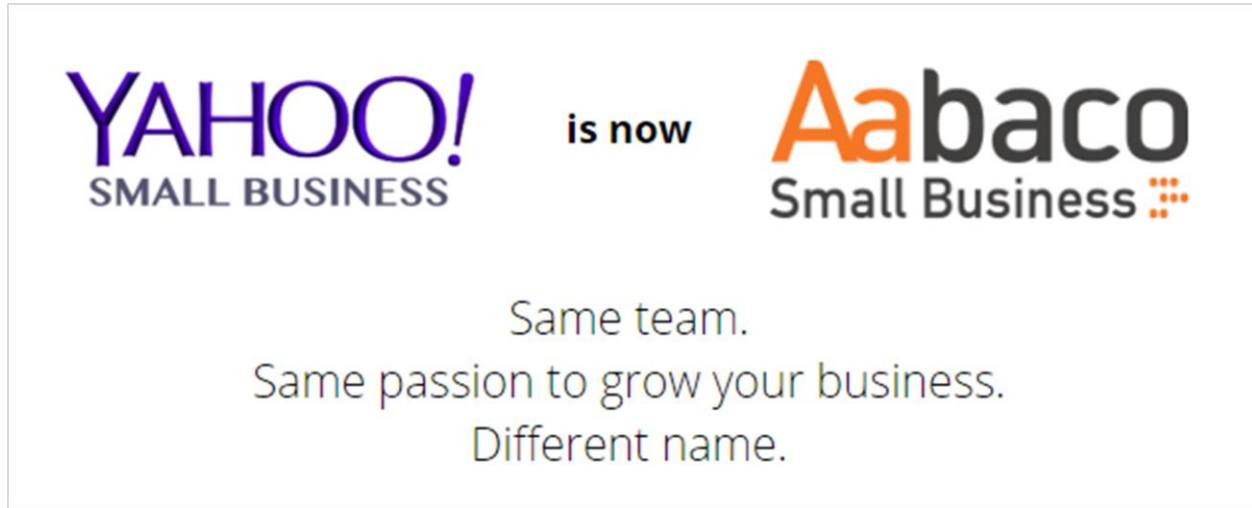 YAHOO!
SMALL BUSINESS
is now
Aabaco
Small Business
Same team.
Same passion to grow your business.
Different name.